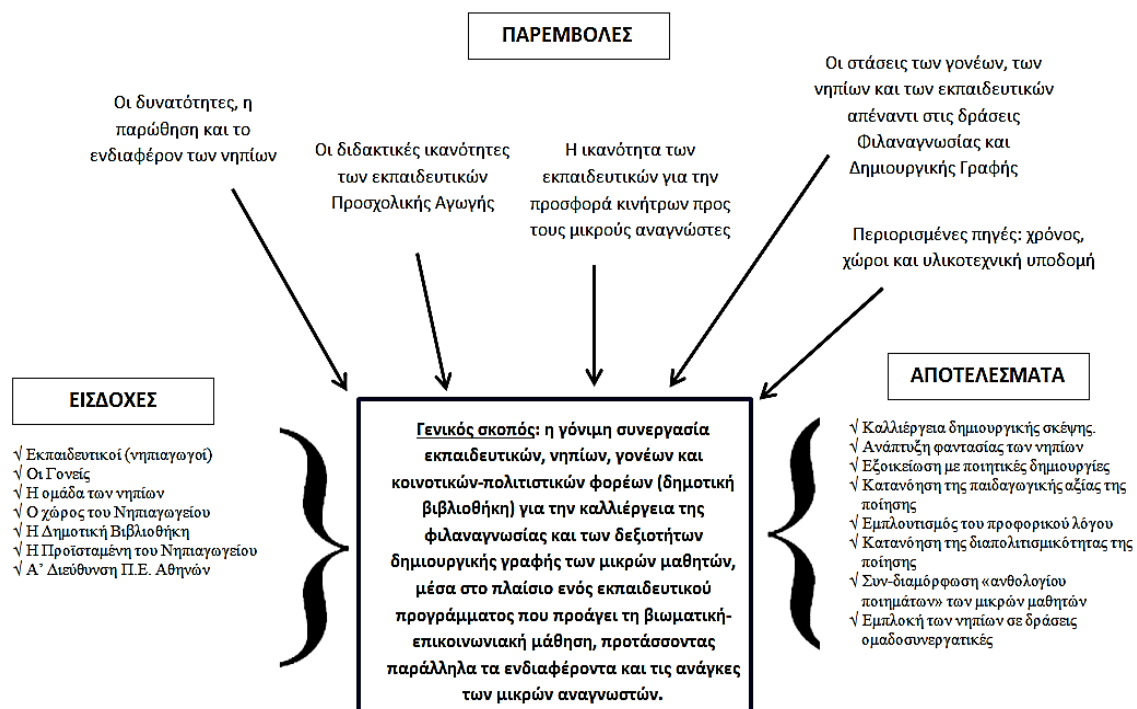 ΠΑΡΕΜΒΟΛΕΣ
Οι δυνατότητες, η
παρώθηση και το
ενδιαφέρον των νηπίων
Οι διδακτικές ικανότητες
των εκπαιδευτικών
Προσχολικής Αγωγής
Η ικανότητα των
εκπαιδευτικών για την
προσφορά κινήτρων προς
τους μικρούς αναγνώστες
Οι στάσεις των γονέων, των
νηπίων και των εκπαιδευτικών
απέναντι στις δράσεις
Φιλαναγνωσίας και
Δημιουργικής Γραφής
Περιορισμένες πηγές: χρόνος,
χώροι και υλικοτεχνική υποδομή
ΕΙΣΔΟΧΕΣ
√ Εκπαιδευτικοί (νηπιαγωγοί)
√ Οι Γονείς
√ Η ομάδα των νηπίων
√ Ο χώρος του Νηπιαγωγείου
√ Η Δημοτική Βιβλιοθήκη
√ Η Προϊσταμένη του Νηπιαγωγείου
√ Α’ Διεύθυνση Π.Ε. Αθηνών
Γενικός σκοπός: η γόνιμη συνεργασία
εκπαιδευτικών, νηπίων, γονέων και
κοινοτικών-πολιτιστικών φορέων (δημοτική
βιβλιοθήκη) για την καλλιέργεια της
φιλαναγνωσίας και των δεξιοτήτων
δημιουργικής γραφής των μικρών μαθητών,
μέσα στο πλαίσιο ενός εκπαιδευτικού
προγράμματος που προάγει τη βιωματική-
επικοινωνιακή μάθηση, προτάσσοντας
παράλληλα τα ενδιαφέροντα και τις ανάγκες
των μικρών αναγνωστών.
ΑΠΟΤΕΛΕΣΜΑΤΑ
√ Καλλιέργεια δημιουργικής σκέψης.
√ Ανάπτυξη φαντασίας των νηπίων
√ Εξοικείωση με ποιητικές δημιουργίες
√ Κατανόηση της παιδαγωγικής αξίας της
ποίησης
√ Εμπλουτισμός του προφορικού λόγου
√ Κατανόηση της διαπολιτισμικότητας της
ποίησης
√ Συν-διαμόρφωση «ανθολογίου
ποιημάτων» των μικρών μαθητών
√ Εμπλοκή των νηπίων σε δράσεις
ομαδοσυνεργατικές